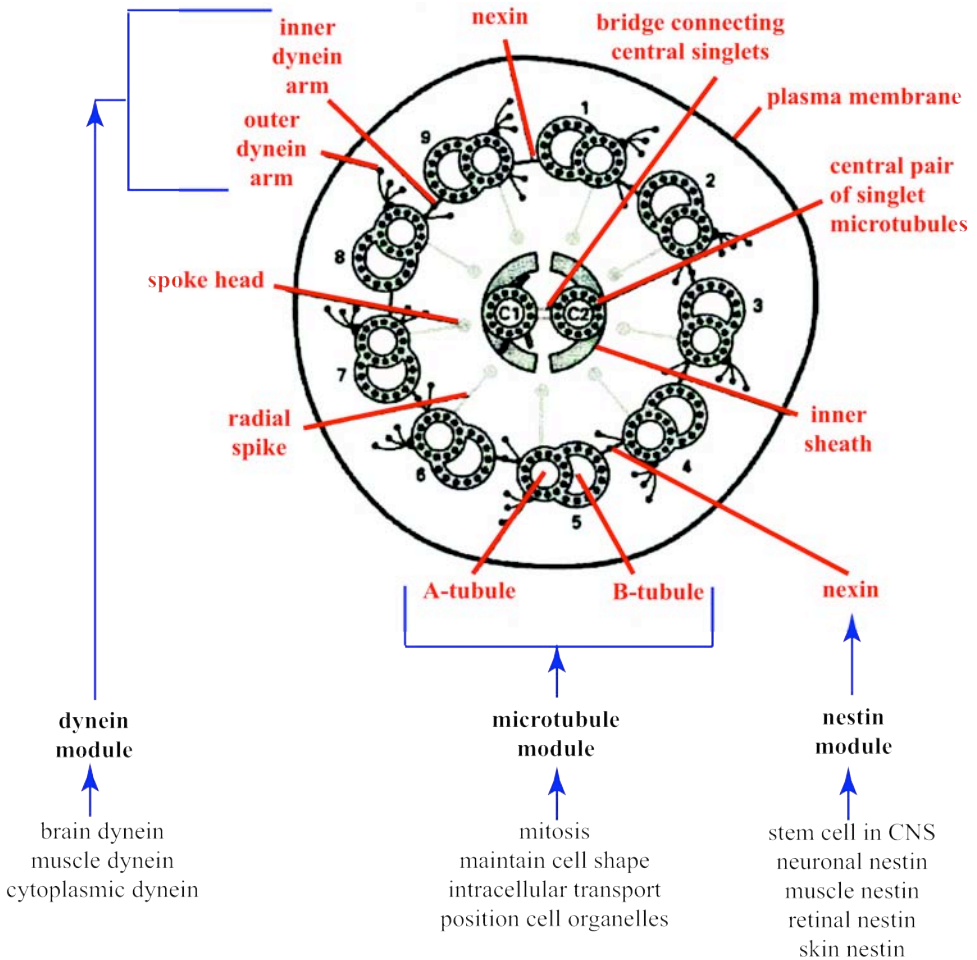 inner
dynein
arm
nexin
bridge connecting
central singlets
plasma membrane
outer
dynein
arm
central pair
of singlet
microtubules
spoke head
radial
spike
inner
sheath
1
2
3
4
5
6
7
8
9
C1
C2
A-tubule
B-tubule
nexin
dynein
module
microtubule
module
nestin
module
brain dynein
muscle dynein
cytoplasmic dynein
mitosis
maintain cell shape
intracellular transport
position cell organelles
stem cell in CNS
neuronal nestin
muscle nestin
retinal nestin
skin nestin